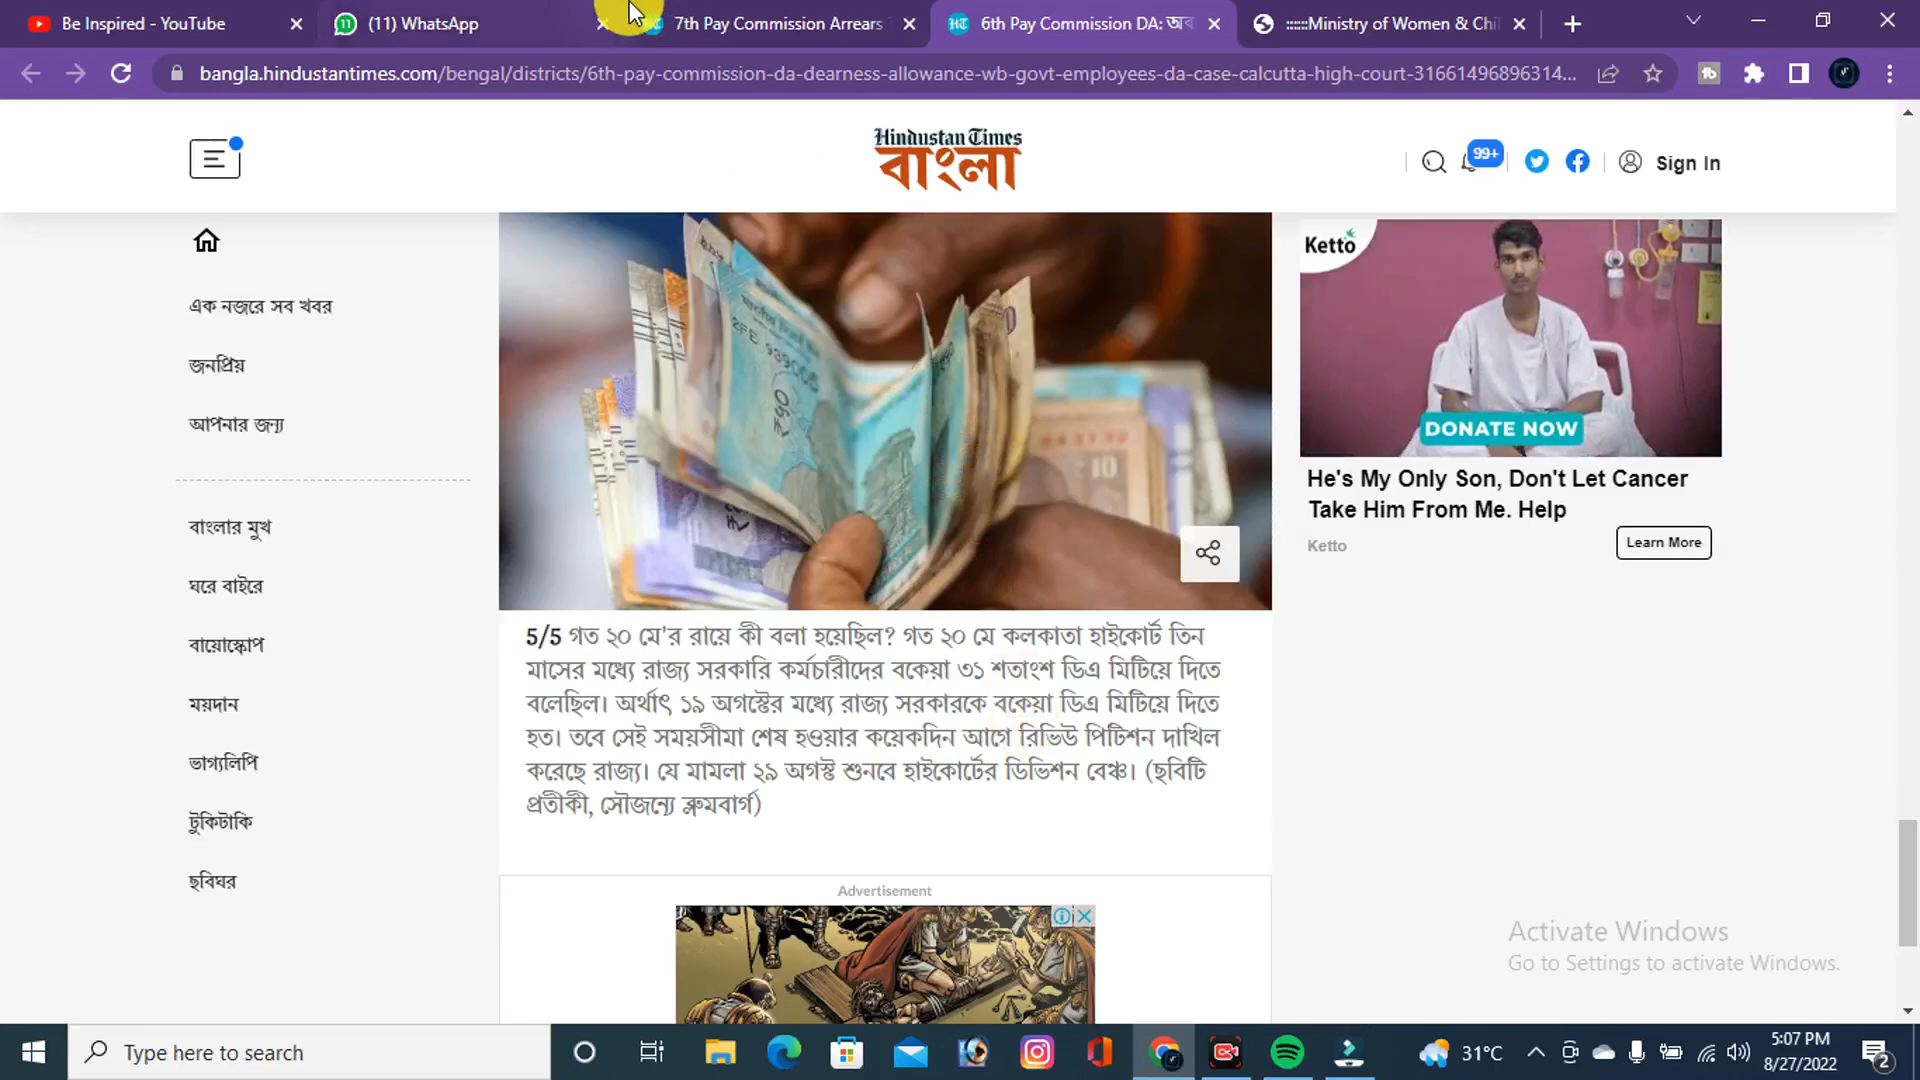 Be Inspired - YouTube
(11) WhatsApp
7th Pay Commission Arrears
6th Pay Commission DA: অব
::::::Ministry of Women & Chi
bangla.hindustantimes.com/bengal/districts/6th-pay-commission-da-dearness-allowance-wb-govt-employees-da-case-calcutta-high-court-31661496896314...
Hindustan Times
বাংলা
99+
Sign In
এক নজরে সব খবর
জনপ্রিয়
আপনার জন্য
বাংলার মুখ
ঘরে বাইরে
বায়োস্কোপ
ময়দান
ভাগ্যলিপি
টুকিটাকি
ছবিঘর
5/5 গত ২০ মে'র রায়ে কী বলা হয়েছিল? গত ২০ মে কলকাতা হাইকোর্ট তিন
মাসের মধ্যে রাজ্য সরকারি কর্মচারীদের বকেয়া ৩১ শতাংশ ডিএ মিটিয়ে দিতে
বলেছিল। অর্থাৎ ১৯ অগস্টের মধ্যে রাজ্য সরকারকে বকেয়া ডিএ মিটিয়ে দিতে
হত। তবে সেই সময়সীমা শেষ হওয়ার কয়েকদিন আগে রিভিউ পিটিশন দাখিল
করেছে রাজ্য। যে মামলা ২৯ অগস্ট শুনবে হাইকোর্টের ডিভিশন বেঞ্চ। (ছবিটি
প্রতীকী, সৌজন্যে ব্লুমবার্গ)
Advertisement
Ketto
DONATE NOW
He's My Only Son, Don't Let Cancer
Take Him From Me. Help
Ketto
Learn More
Activate Windows
Go to Settings to activate Windows.
Type here to search
31°C
5:07 PM
8/27/2022
2